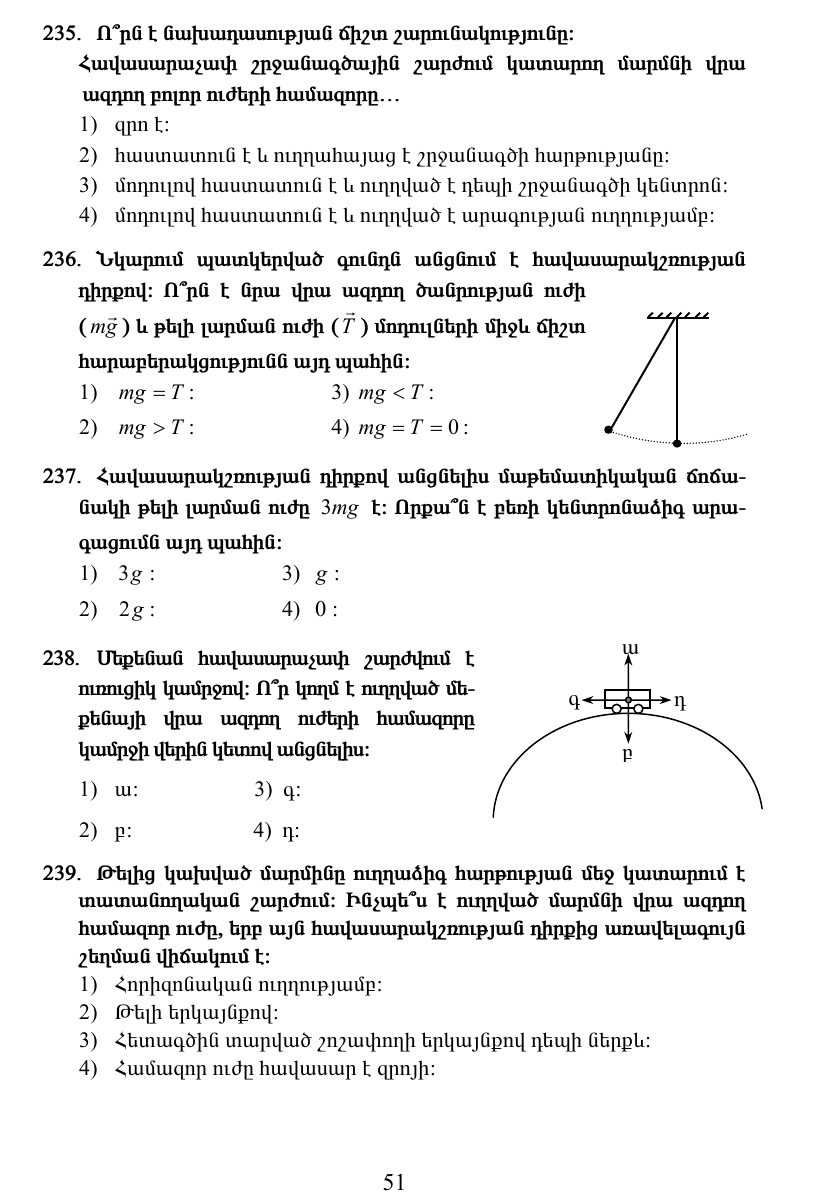 235. Ո՞րն է նախադասության ճիշտ շարունակությունը:
Հավասարաչափ շրջանագծային շարժում կատարող մարմնի վրա
ազդող բոլոր ուժերի համազորը…
1) զրո է:
2) հաստատուն է և ուղղահայաց է շրջանագծի հարթությանը:
3) մոդուլով հաստատուն է և ուղղված է դեպի շրջանագծի կենտրոն:
4) մոդուլով հաստատուն է և ուղղված է արագության ուղղությամբ:
236. Նկարում պատկերված գունդն անցնում է հավասարակշռության
դիրքով: Ո՞րն է նրա վրա ազդող ծանրության ուժի
(mg⃗) և թելի լարման ուժի (T⃗) մոդուլների միջև ճիշտ
հարաբերակցությունն այդ պահին:
1) mg = T : 3) mg < T :
2) mg > T : 4) mg = T = 0 :
237. Հավասարակշռության դիրքով անցնելիս մաթեմատիկական ճոճա-
նակի թելի լարման ուժը 3mg է: Որքա՞ն է բեռի կենտրոնաձիգ արա-
գացումն այդ պահին:
1) 3g : 3) g :
2) 2g : 4) 0 :
238. Մեքենան հավասարաչափ շարժվում է
ուռուցիկ կամրջով: Ո՞ր կողմ է ուղղված մե-
քենայի վրա ազդող ուժերի համազորը
կամրջի վերին կետով անցնելիս:
ա
գ դ
բ
1) ա: 3) գ:
2) բ: 4) դ:
239. Թելից կախված մարմինը ուղղաձիգ հարթության մեջ կատարում է
տատանողական շարժում: Ինչպե՞ս է ուղղված մարմնի վրա ազդող
համազոր ուժը, երբ այն հավասարակշռության դիրքից առավելագույն
շեղման վիճակում է:
1) Հորիզոնական ուղղությամբ:
2) Թելի երկայնքով:
3) Հետագծին տարված շոշափողի երկայնքով դեպի ներքև:
4) Համազոր ուժը հավասար է զրոյի:
51